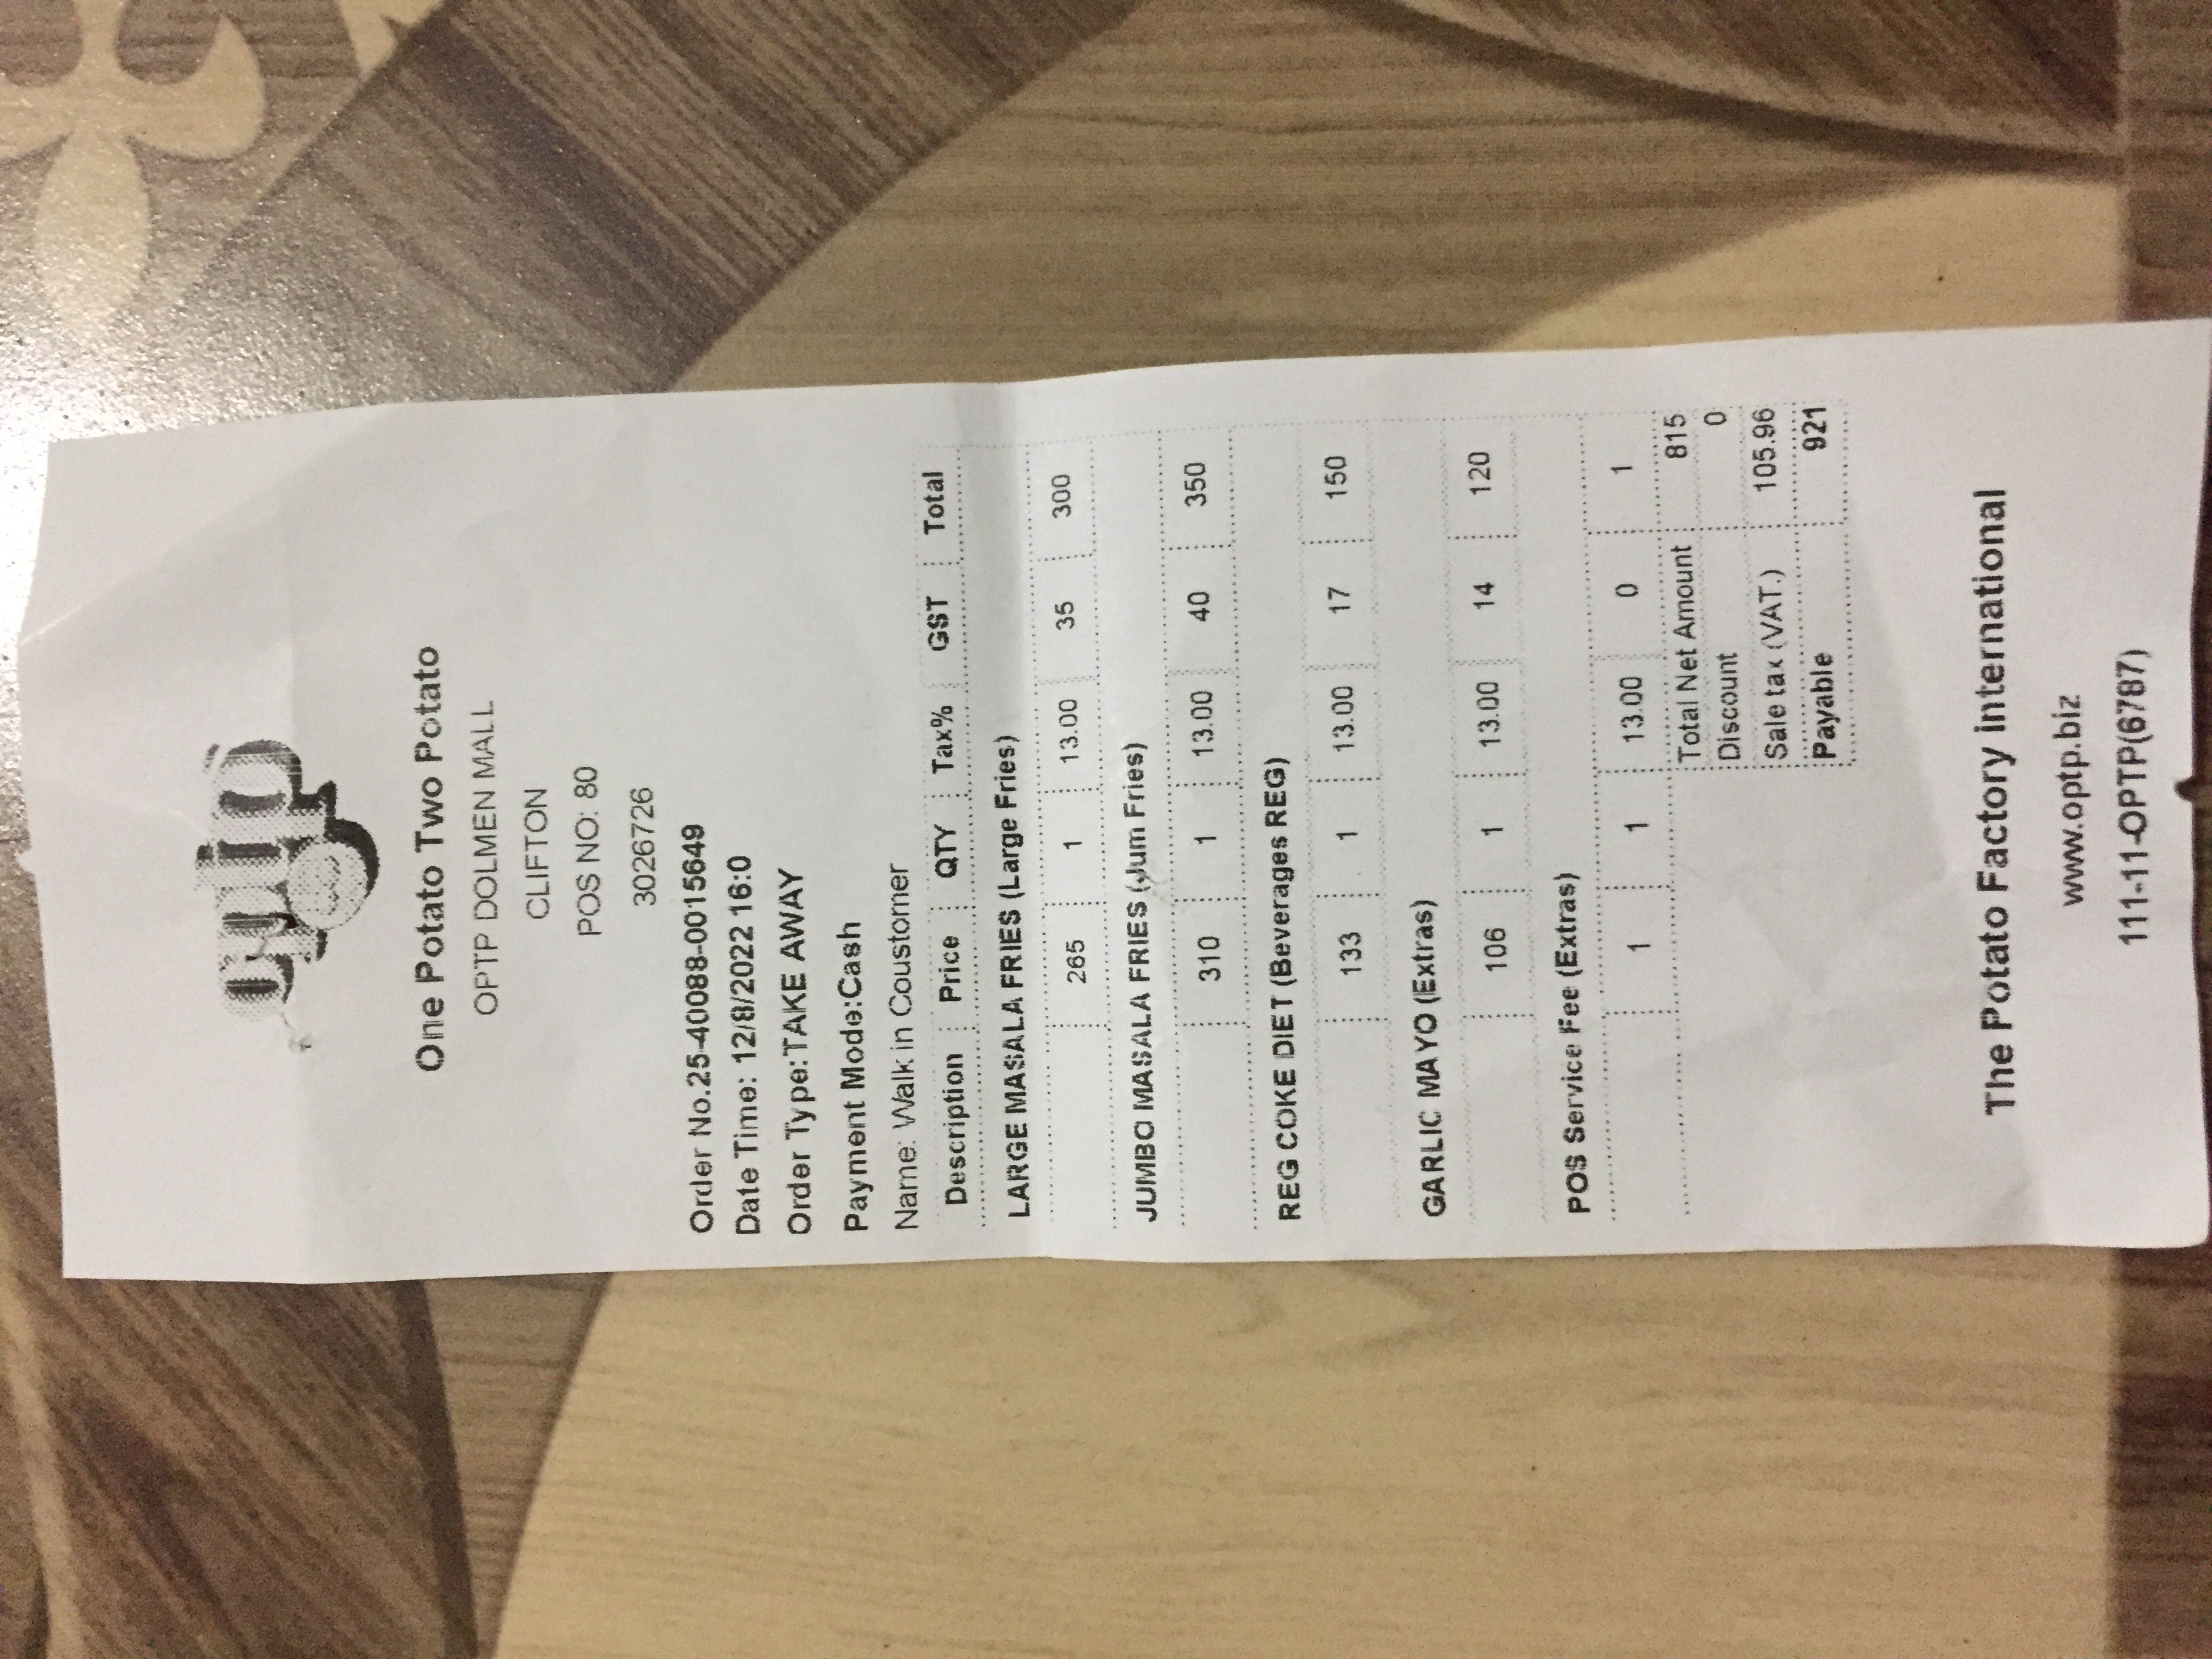 optp
One Potato Two Potato
OPTP DOLMEN MALL
CLIFTON
POS NO: 80
3026726
Order No.25-40088-0015649
Date Time: 12/8/2022 16:0
Order Type:TAKE AWAY
Payment Mode:Cash
Name: Walk in Coustomer
Description Price QTY Tax% GST Total
LARGE MASALA FRIES (Large Fries)
265 1 13.00 35 300
JUMBO MASALA FRIES (Jum Fries)
310 1 13.00 40 350
REG COKE DIET (Beverages REG)
133 1 13.00 17 150
GARLIC MAYO (Extras)
106 1 13.00 14 120
POS Service Fee (Extras)
1 1 13.00 0 1
Total Net Amount 815
Discount 0
Sale tax (VAT.) 105.96
Payable 921
The Potato Factory international
www.optp.biz
111-11-OPTP(6787)